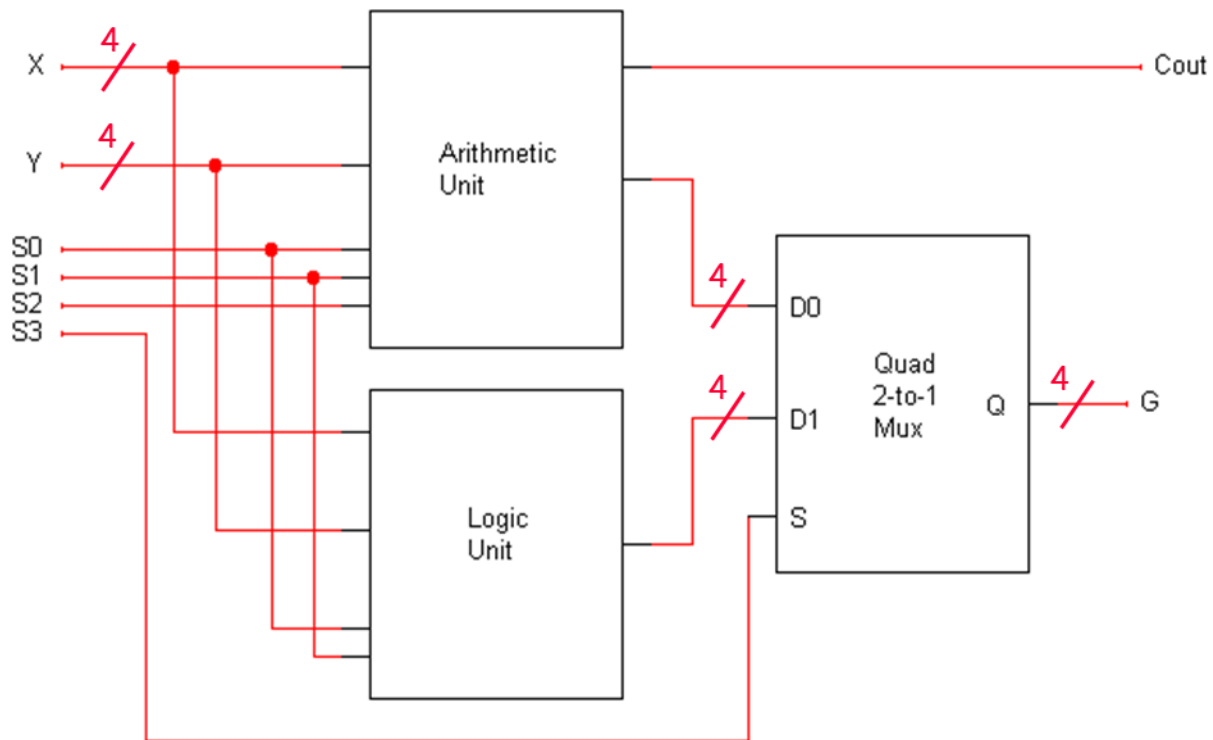 4
X
Cout
4
Y
Arithmetic
Unit
S0
S1
S2
S3
4
D0
Quad
2-to-1
Mux
4
D1
Q
4
G
Logic
Unit
S